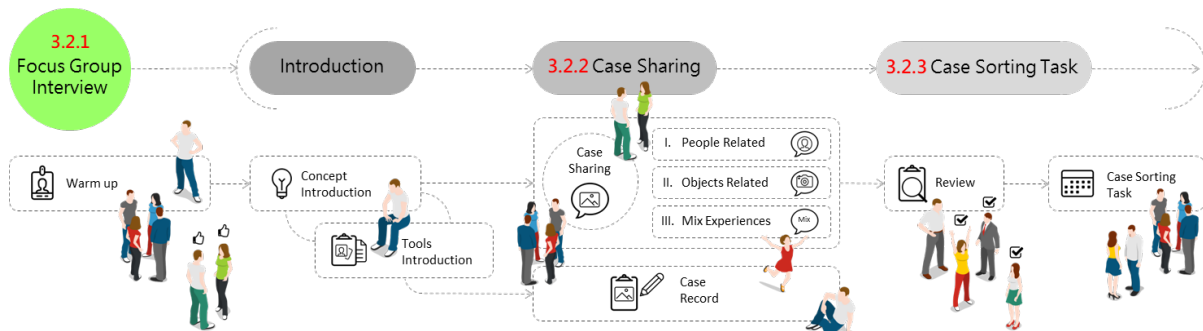 3.2.1
Focus Group
Interview
Introduction
3.2.2 Case Sharing
3.2.3 Case Sorting Task
Warm up
Concept
Introduction
Tools
Introduction
Case
Sharing
I. People Related
II. Objects Related
III. Mix Experiences
Mix
Case
Record
Review
Case Sorting
Task